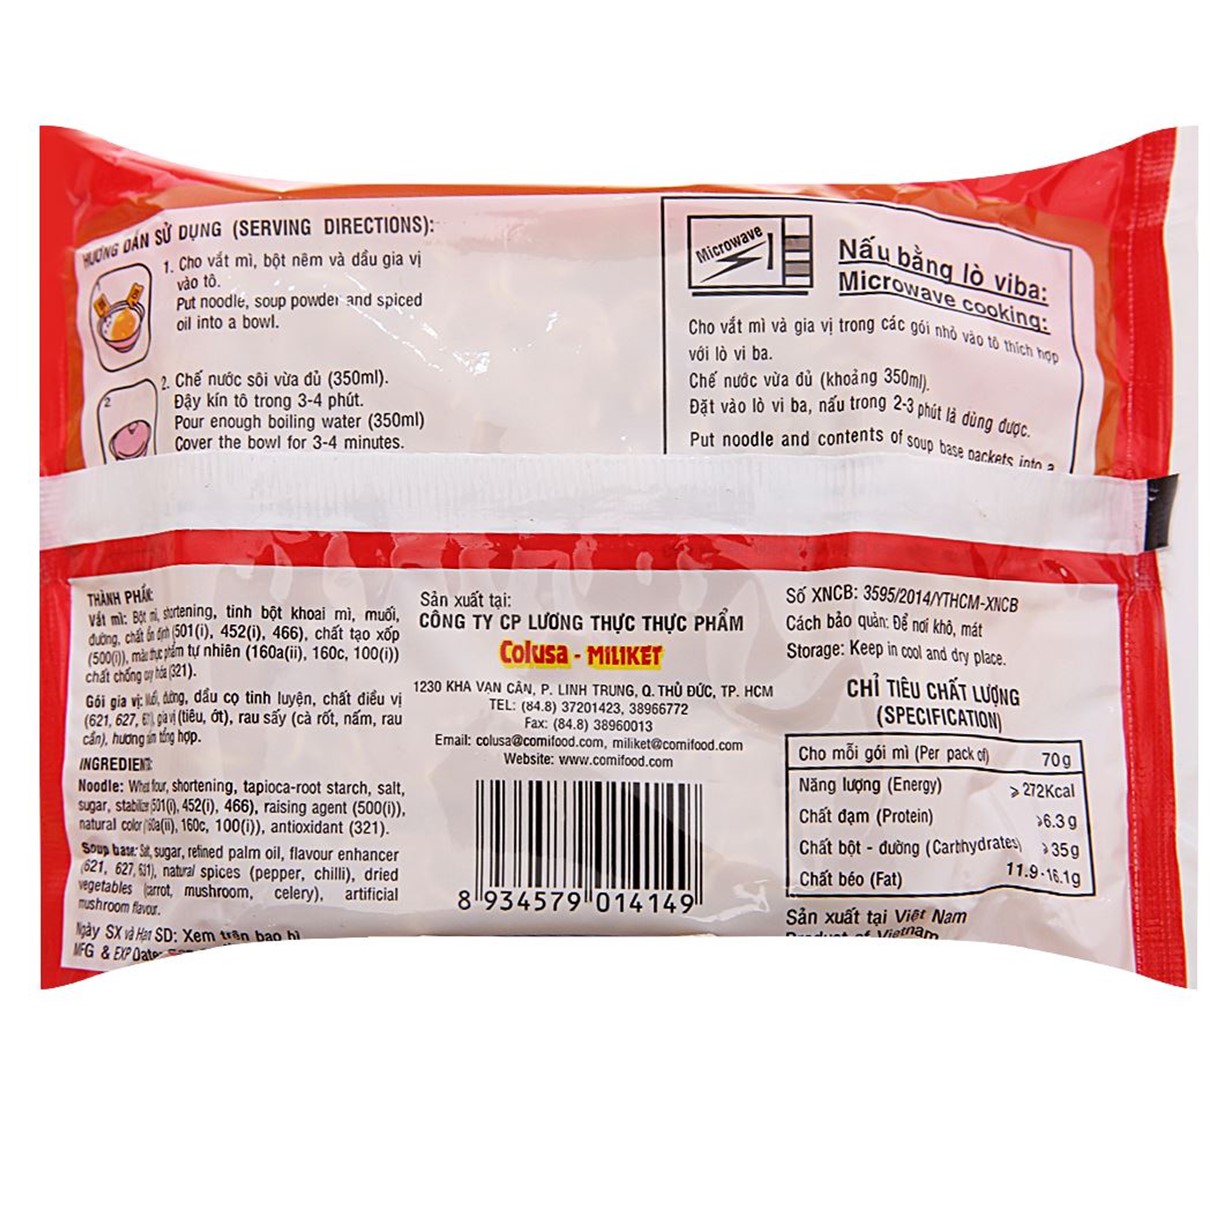 HƯỚNG DẪN SỬ DỤNG (SERVING DIRECTIONS):
1. Cho vắt mì, bột nêm và dầu gia vị
vào tô.
Put noodle, soup powder and spiced
oil into a bowl.
2
2. Chế nước sôi vừa đủ (350ml).
Đậy kín tô trong 3-4 phút.
Pour enough boiling water (350ml)
Cover the bowl for 3-4 minutes.
Microwave
Nấu bằng lò viba:
Microwave cooking:
Cho vắt mì và gia vị trong các gói nhỏ vào tô thích hợp
với lò vi ba.
Chế nước vừa đủ (khoảng 350ml).
Đặt vào lò vi ba, nấu trong 2-3 phút là dùng được.
Put noodle and contents of soup base packets into a
THÀNH PHẦN:
Vắt mì: Bột mì, shortening, tinh bột khoai mì, muối,
đường, chất ổn định (501(i), 452(i), 466), chất tạo xốp
(500(i)), màu thực phẩm tự nhiên (160a(ii), 160c, 100(i))
chất chống oxy hóa (321).
Gói gia vị: Muối, đường, dầu cọ tinh luyện, chất điều vị
(621, 627, 631), gia vị (tiêu, ớt), rau sấy (cà rốt, nấm, rau
cần), hương nấm tổng hợp.
INGREDIENT:
Noodle: Wheat flour, shortening, tapioca-root starch, salt,
sugar, stabilizer (501(i), 452(i), 466), raising agent (500(i)),
natural color (160a(ii), 160c, 100(i)), antioxidant (321).
Soup base: Salt, sugar, refined palm oil, flavour enhancer
(621, 627, 631), natural spices (pepper, chilli), dried
vegetables (carrot, mushroom, celery), artificial
mushroom flavour.
Ngày SX và Hạn SD: Xem trên bao bì
MFG & EXP Date:
Sản xuất tại:
CÔNG TY CP LƯƠNG THỰC THỰC PHẨM
Colusa - MILIKET
1230 KHA VẠN CÂN, P. LINH TRUNG, Q. THỦ ĐỨC, TP. HCM
TEL: (84.8) 37201423, 38966772
Fax: (84.8) 38960013
Email: colusa@comifood.com, miliket@comifood.com
Website: www.comifood.com
8 934579 014149
Số XNCB: 3595/2014/YTHCM-XNCB
Cách bảo quản: Để nơi khô, mát
Storage: Keep in cool and dry place.
CHỈ TIÊU CHẤT LƯỢNG
(SPECIFICATION)
Cho mỗi gói mì (Per pack of) 70g
Năng lượng (Energy) ⩾ 272Kcal
Chất đạm (Protein) ⩾6.3 g
Chất bột - đường (Carbhydrates) ⩾ 35g
Chất béo (Fat) 11.9-16.1g
Sản xuất tại Việt Nam
Product of Vietnam